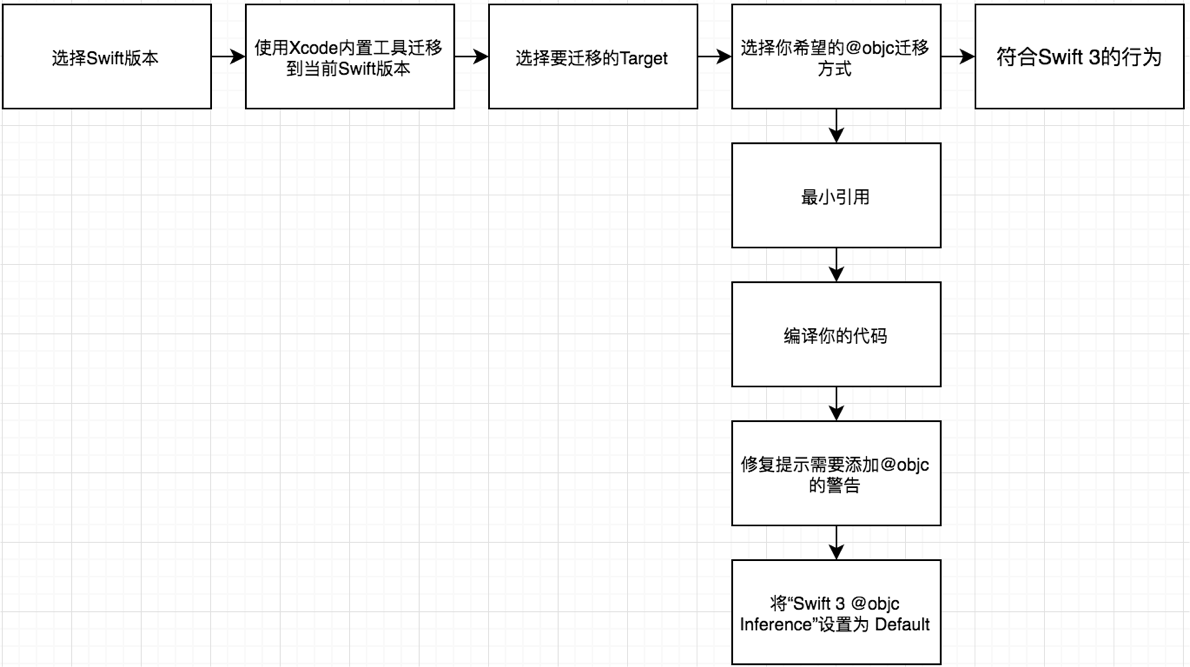 选择Swift版本
使用Xcode内置工具迁移
到当前Swift版本
选择要迁移的Target
选择你希望的@objc迁移
方式
符合Swift 3的行为
最小引用
编译你的代码
修复提示需要添加@objc
的警告
将“Swift 3 @objc
Inference”设置为 Default